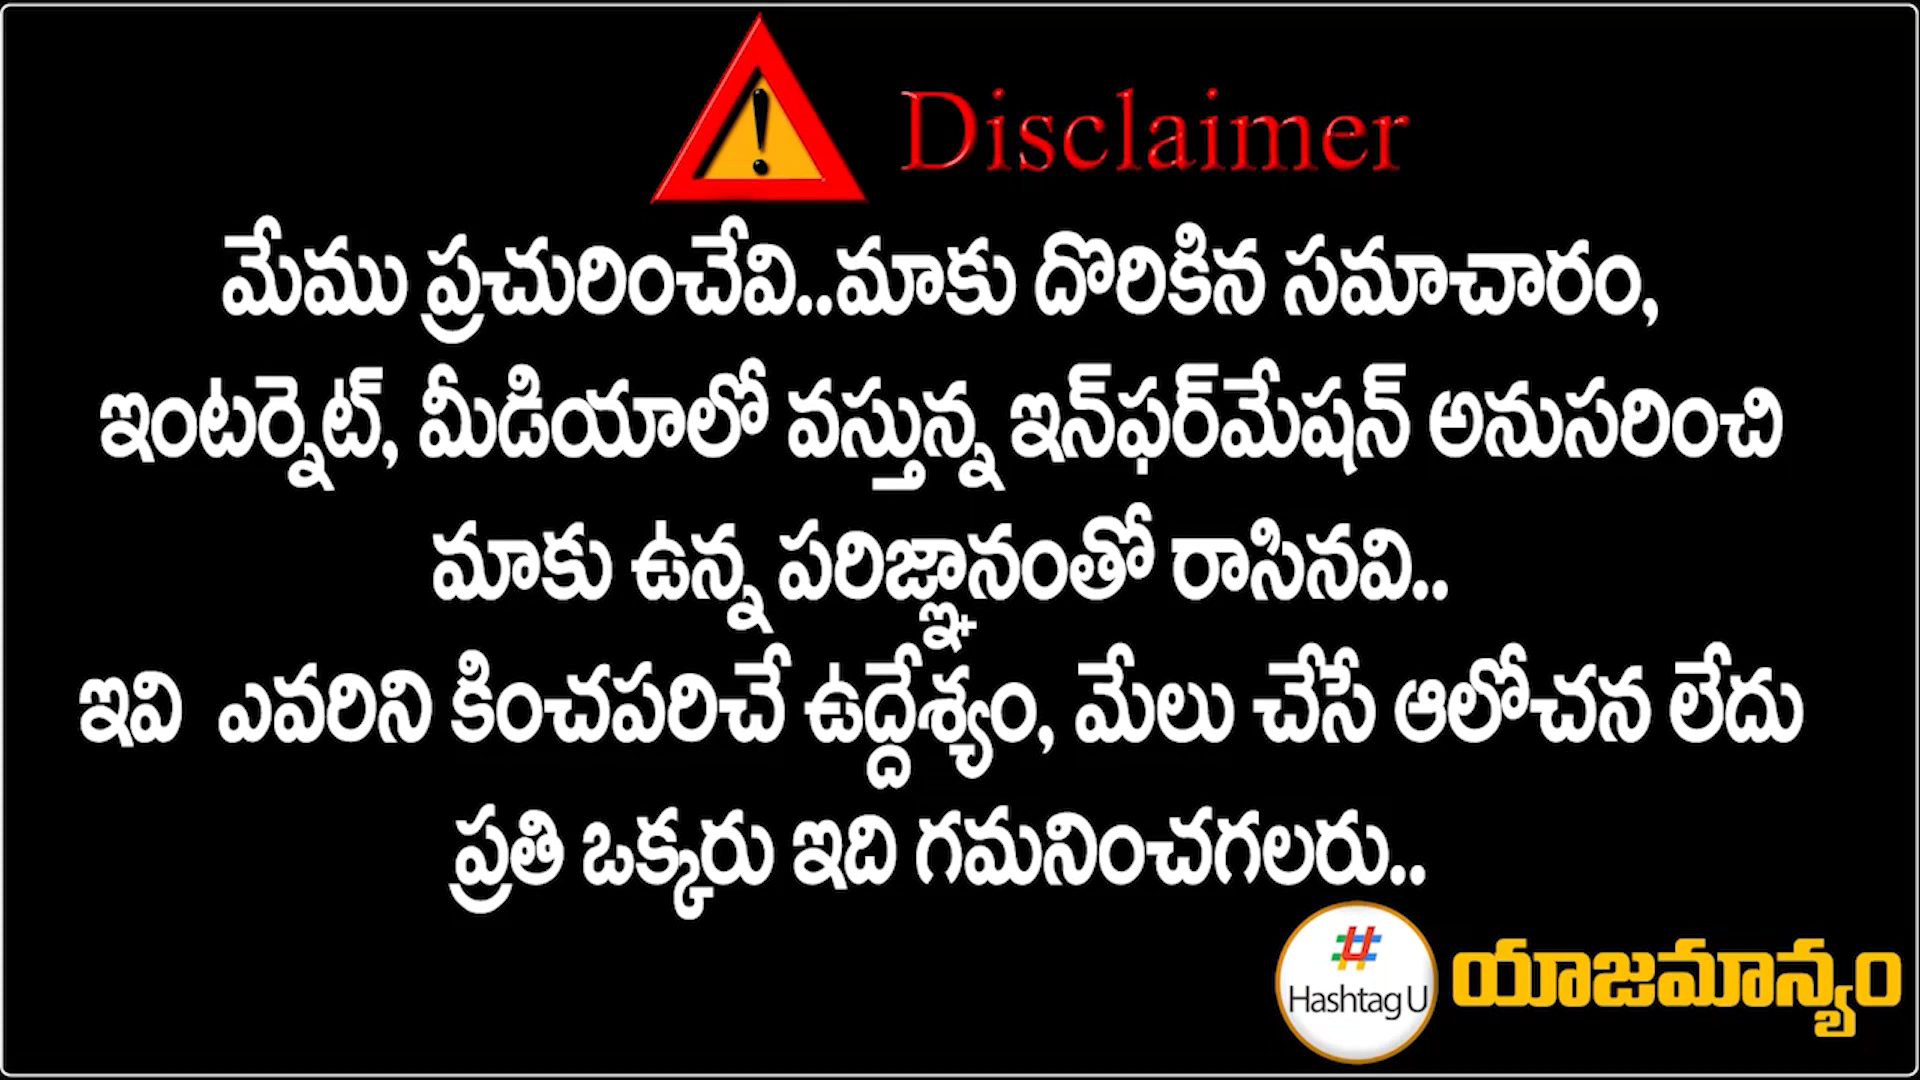 Disclaimer
మేము ప్రచురించేవి..మాకు దొరికిన సమాచారం,
ఇంటర్నెట్, మీడియాలో వస్తున్న ఇన్‌ఫర్‌మేషన్ అనుసరించి
మాకు ఉన్న పరిజ్ఞానంతో రాసినవి..
ఇవి ఎవరిని కించపరిచే ఉద్దేశ్యం, మేలు చేసే ఆలోచన లేదు
ప్రతి ఒక్కరు ఇది గమనించగలరు..
Hashtag U
యాజమాన్యం